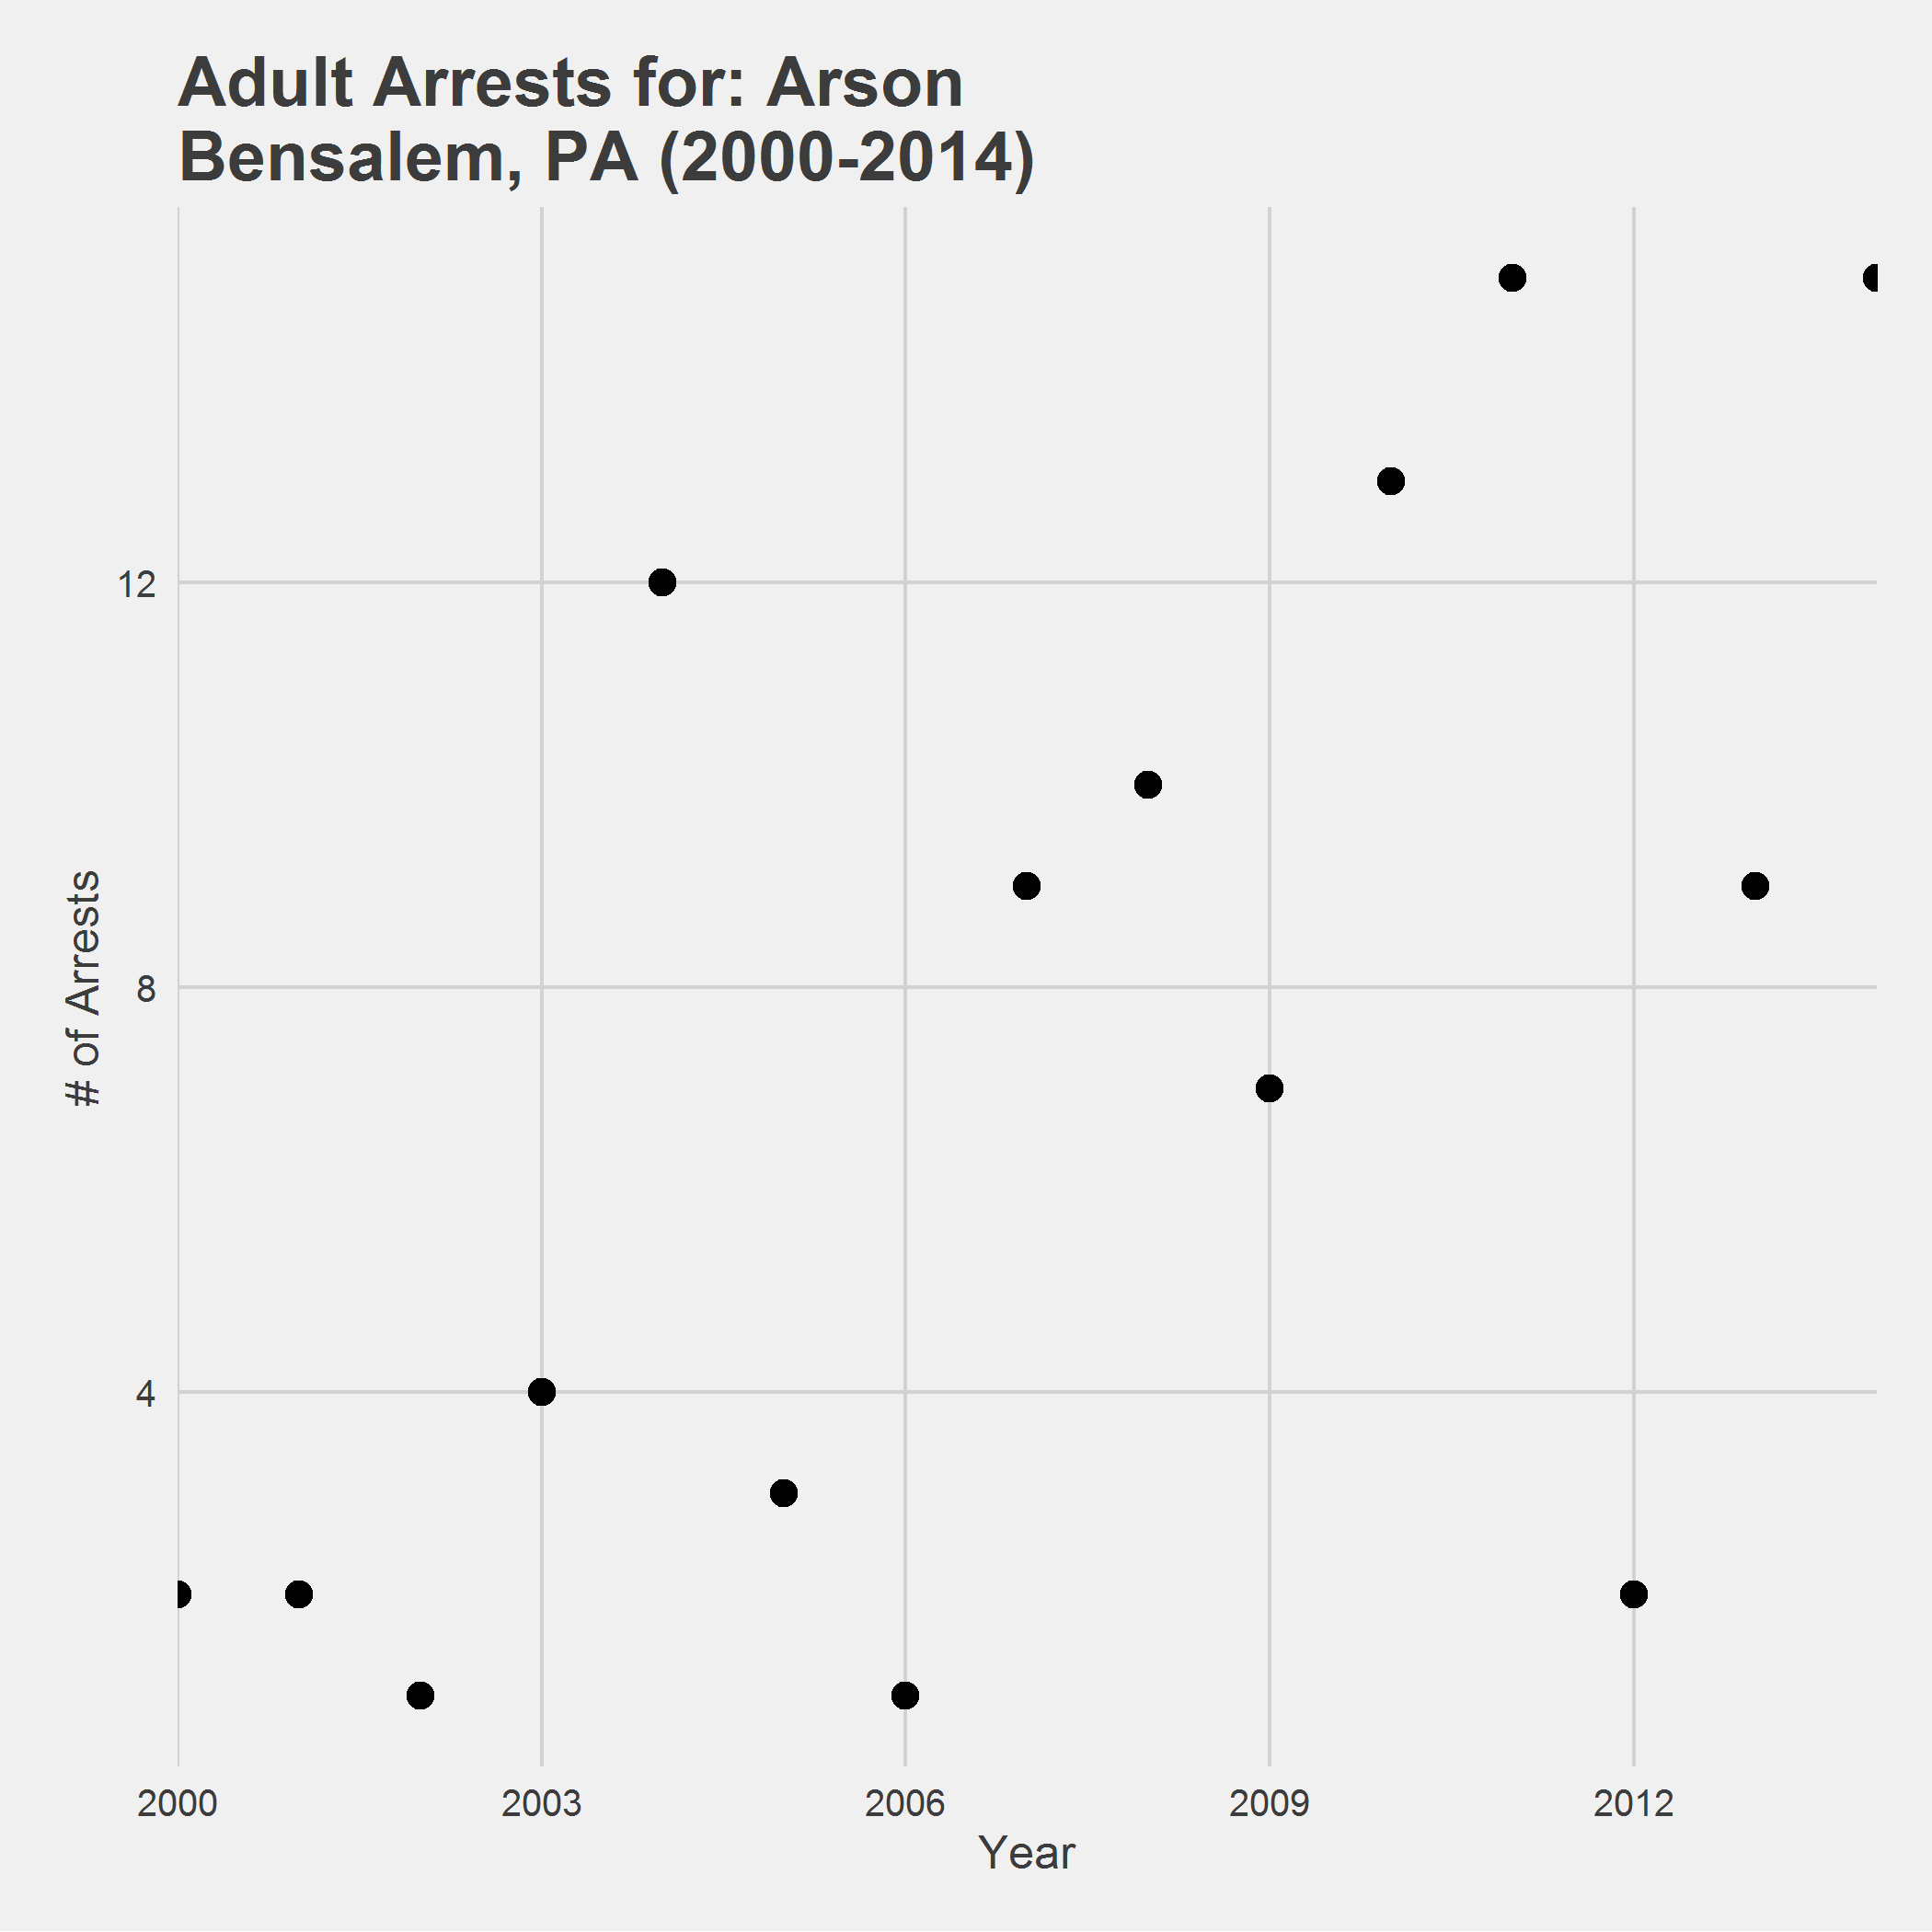 Adult Arrests for: Arson
Bensalem, PA (2000-2014)
# of Arrests
12
8
4
2000 2003 2006 2009 2012
Year